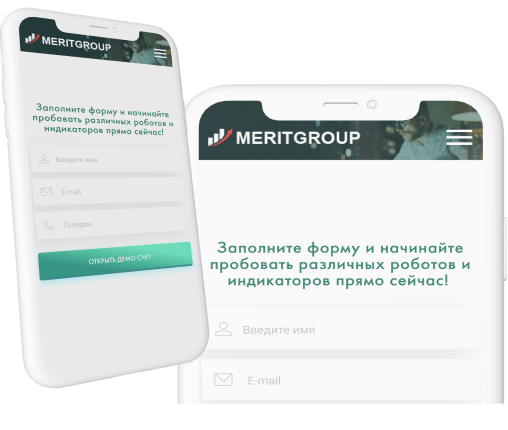 MERITGROUP
Заполните форму и начинайте
пробовать различных роботов и
индикаторов прямо сейчас!
Введите имя
E-mail
Телефон
ОТКРЫТЬ ДЕМО СЧЕТ
MERITGROUP
Заполните форму и начинайте
пробовать различных роботов и
индикаторов прямо сейчас!
Введите имя
E-mail